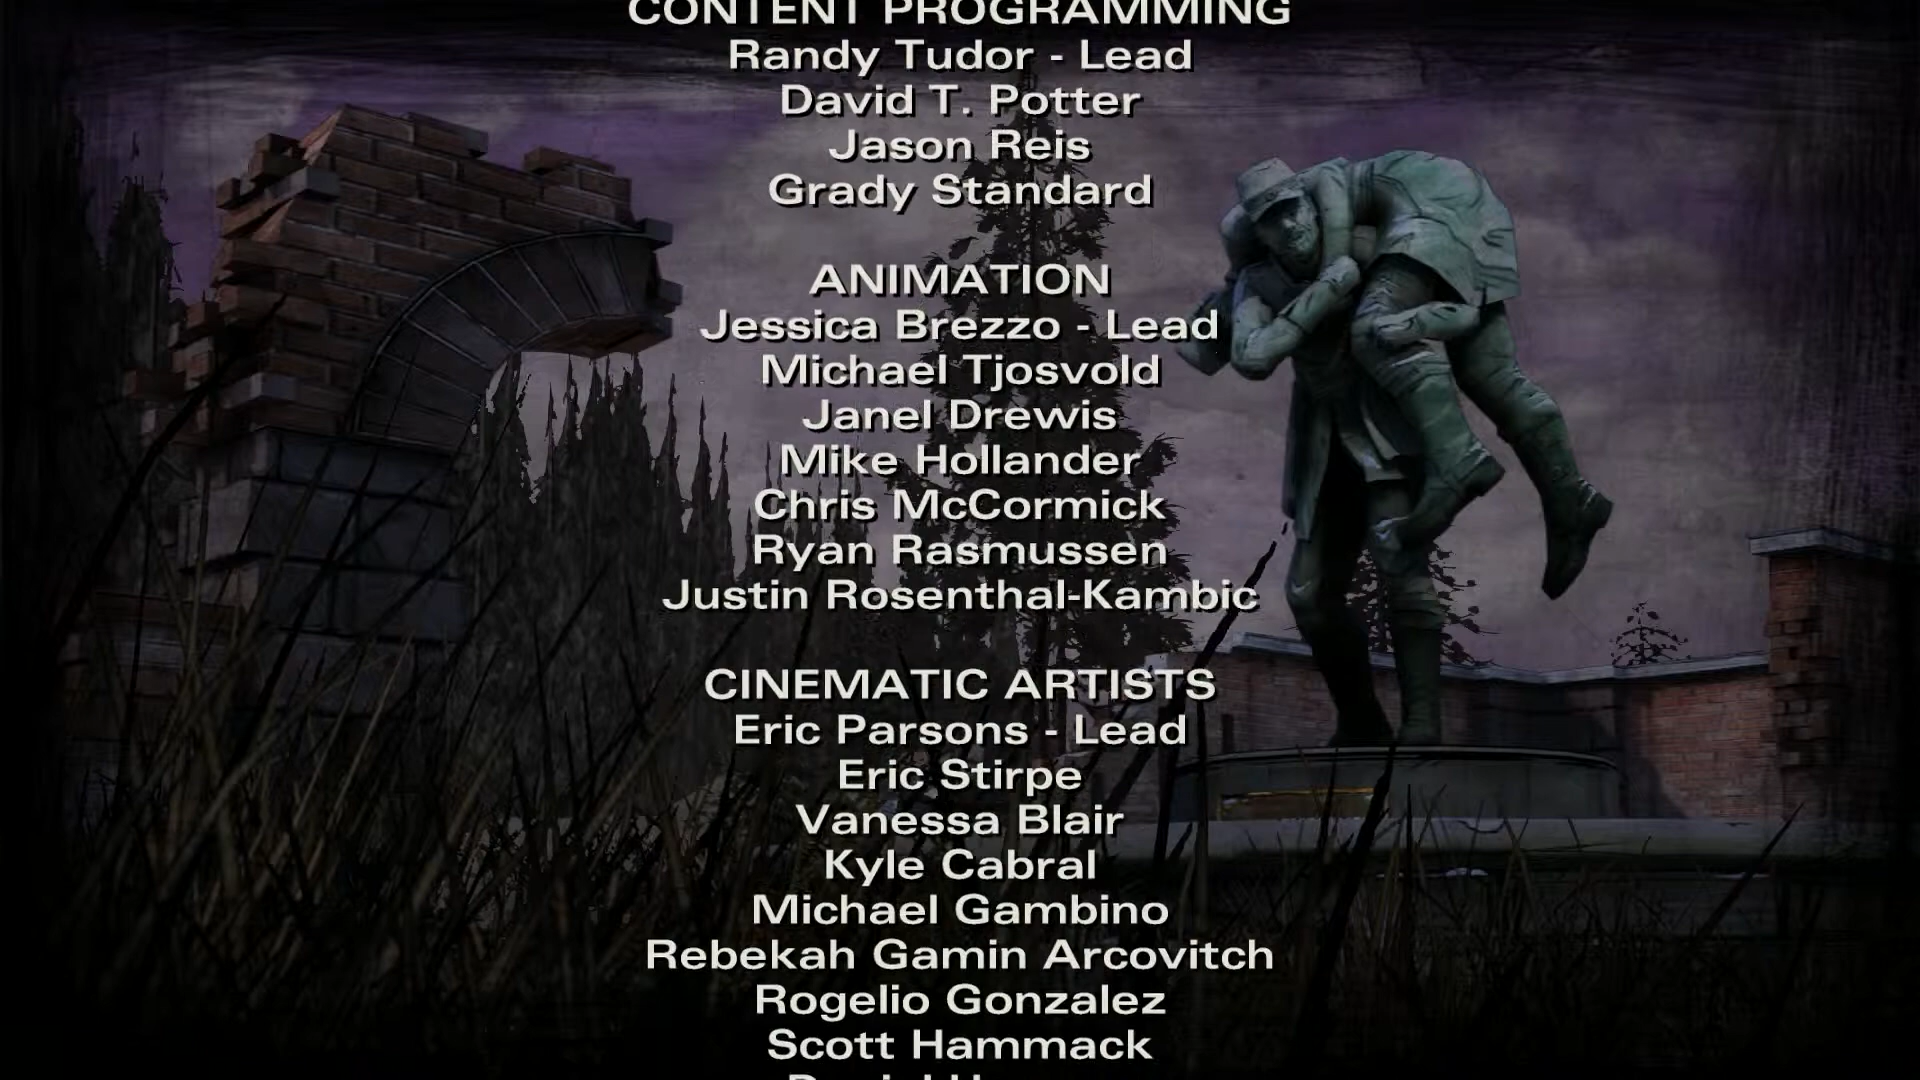 CONTENT PROGRAMMING
Randy Tudor - Lead
David T. Potter
Jason Reis
Grady Standard
ANIMATION
Jessica Brezzo - Lead
Michael Tjosvold
Janel Drewis
Mike Hollander
Chris McCormick
Ryan Rasmussen
Justin Rosenthal-Kambic
CINEMATIC ARTISTS
Eric Parsons - Lead
Eric Stirpe
Vanessa Blair
Kyle Cabral
Michael Gambino
Rebekah Gamin Arcovitch
Rogelio Gonzalez
Scott Hammack